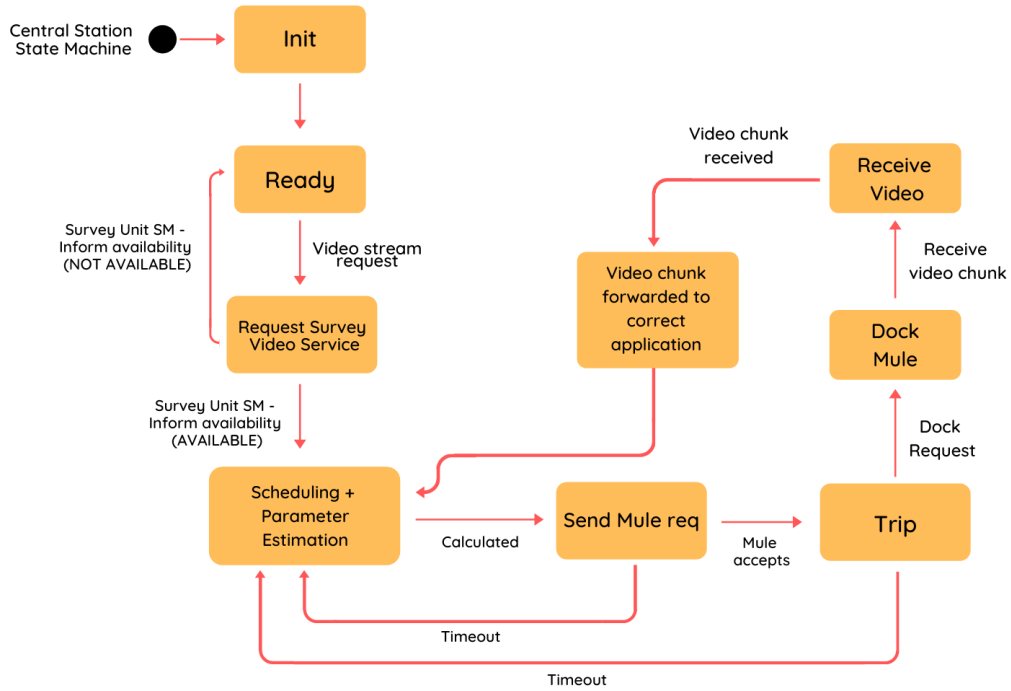 Central Station
State Machine
Init
Ready
Survey Unit SM -
Inform availability
(NOT AVAILABLE)
Video stream
request
Request Survey
Video Service
Survey Unit SM -
Inform availability
(AVAILABLE)
Scheduling +
Parameter
Estimation
Calculated
Send Mule req
Mule
accepts
Trip
Dock
Request
Dock
Mule
Receive
video chunk
Receive
Video
Video chunk
received
Video chunk
forwarded to
correct
application
Timeout
Timeout